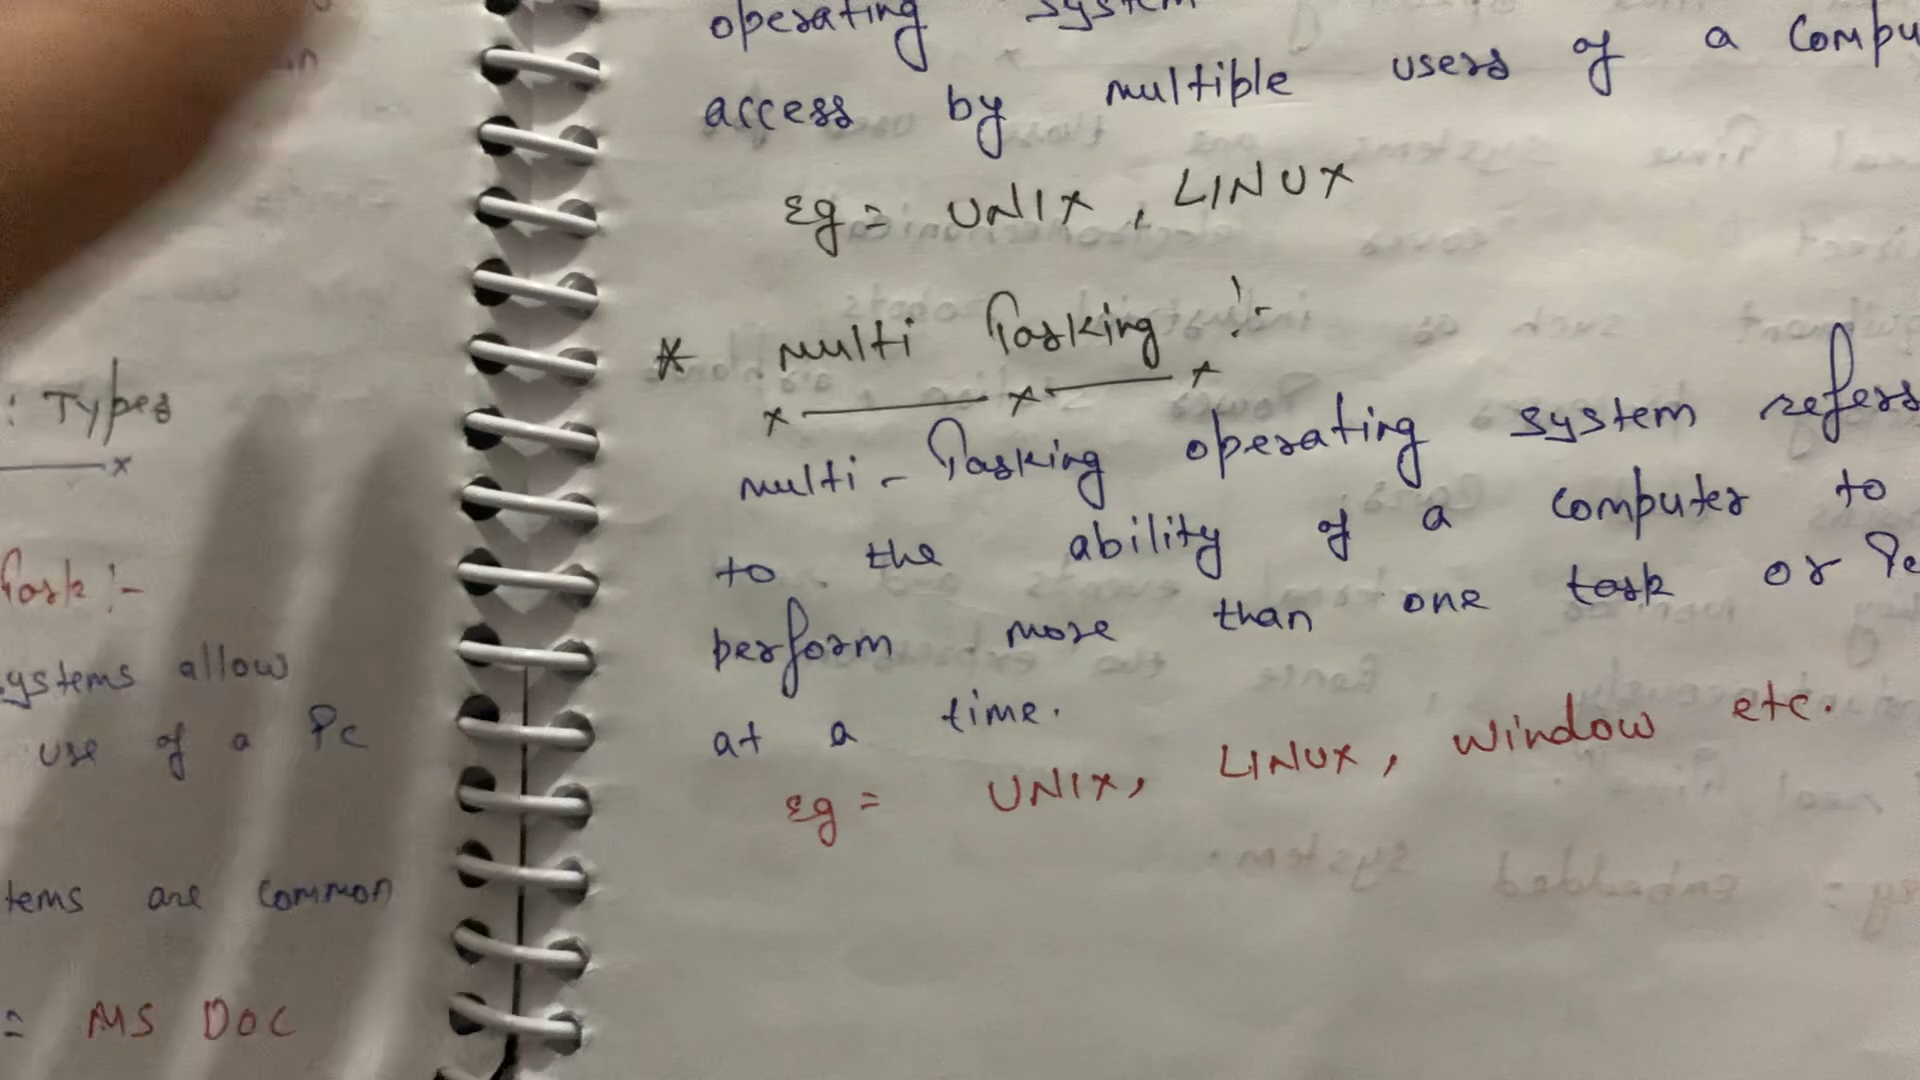 : Types
Task :-
systems allow
use of a Pc
tems are common
= MS DOC
operating system
access by multible users of a Compu
Eg = UNIX , LINUX
* Multi Tasking :-
multi - Tasking operating system refers
to the ability of a computer to
perform more than one task or
at a time.
Eg = UNIX, LINUX, Window etc.